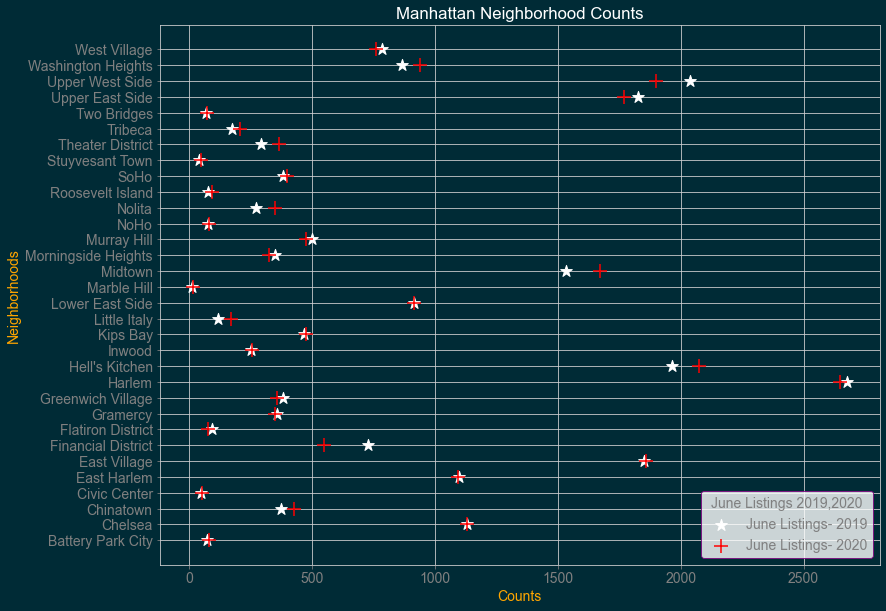 Manhattan Neighborhood Counts
Neighborhoods
West Village
Washington Heights
Upper West Side
Upper East Side
Two Bridges
Tribeca
Theater District
Stuyvesant Town
SoHo
Roosevelt Island
Nolita
NoHo
Murray Hill
Morningside Heights
Midtown
Marble Hill
Lower East Side
Little Italy
Kips Bay
Inwood
Hell's Kitchen
Harlem
Greenwich Village
Gramercy
Flatiron District
Financial District
East Village
East Harlem
Civic Center
Chinatown
Chelsea
Battery Park City
June Listings 2019,2020
June Listings- 2019
June Listings- 2020
0 500 1000 1500 2000 2500
Counts